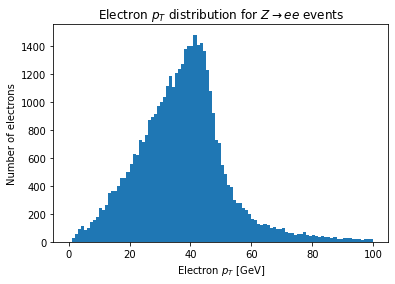 Electron $p_T$ distribution for $Z \rightarrow ee$ events
1400
1200
1000
800
600
400
200
0
Number of electrons
0 20 40 60 80 100
Electron $p_T$ [GeV]